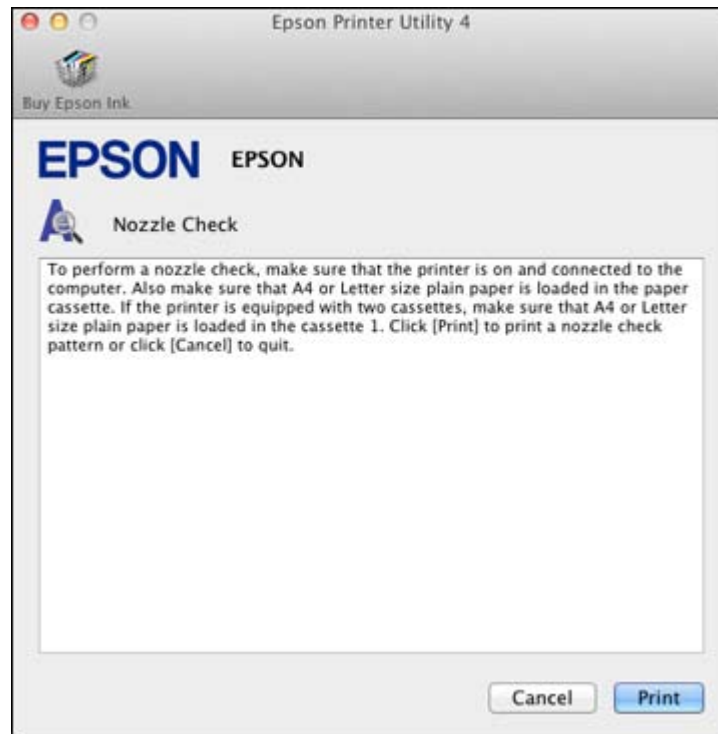 Epson Printer Utility 4
Buy Epson Ink
EPSON EPSON
Nozzle Check
To perform a nozzle check, make sure that the printer is on and connected to the
computer. Also make sure that A4 or Letter size plain paper is loaded in the paper
cassette. If the printer is equipped with two cassettes, make sure that A4 or Letter
size plain paper is loaded in the cassette 1. Click [Print] to print a nozzle check
pattern or click [Cancel] to quit.
Cancel Print